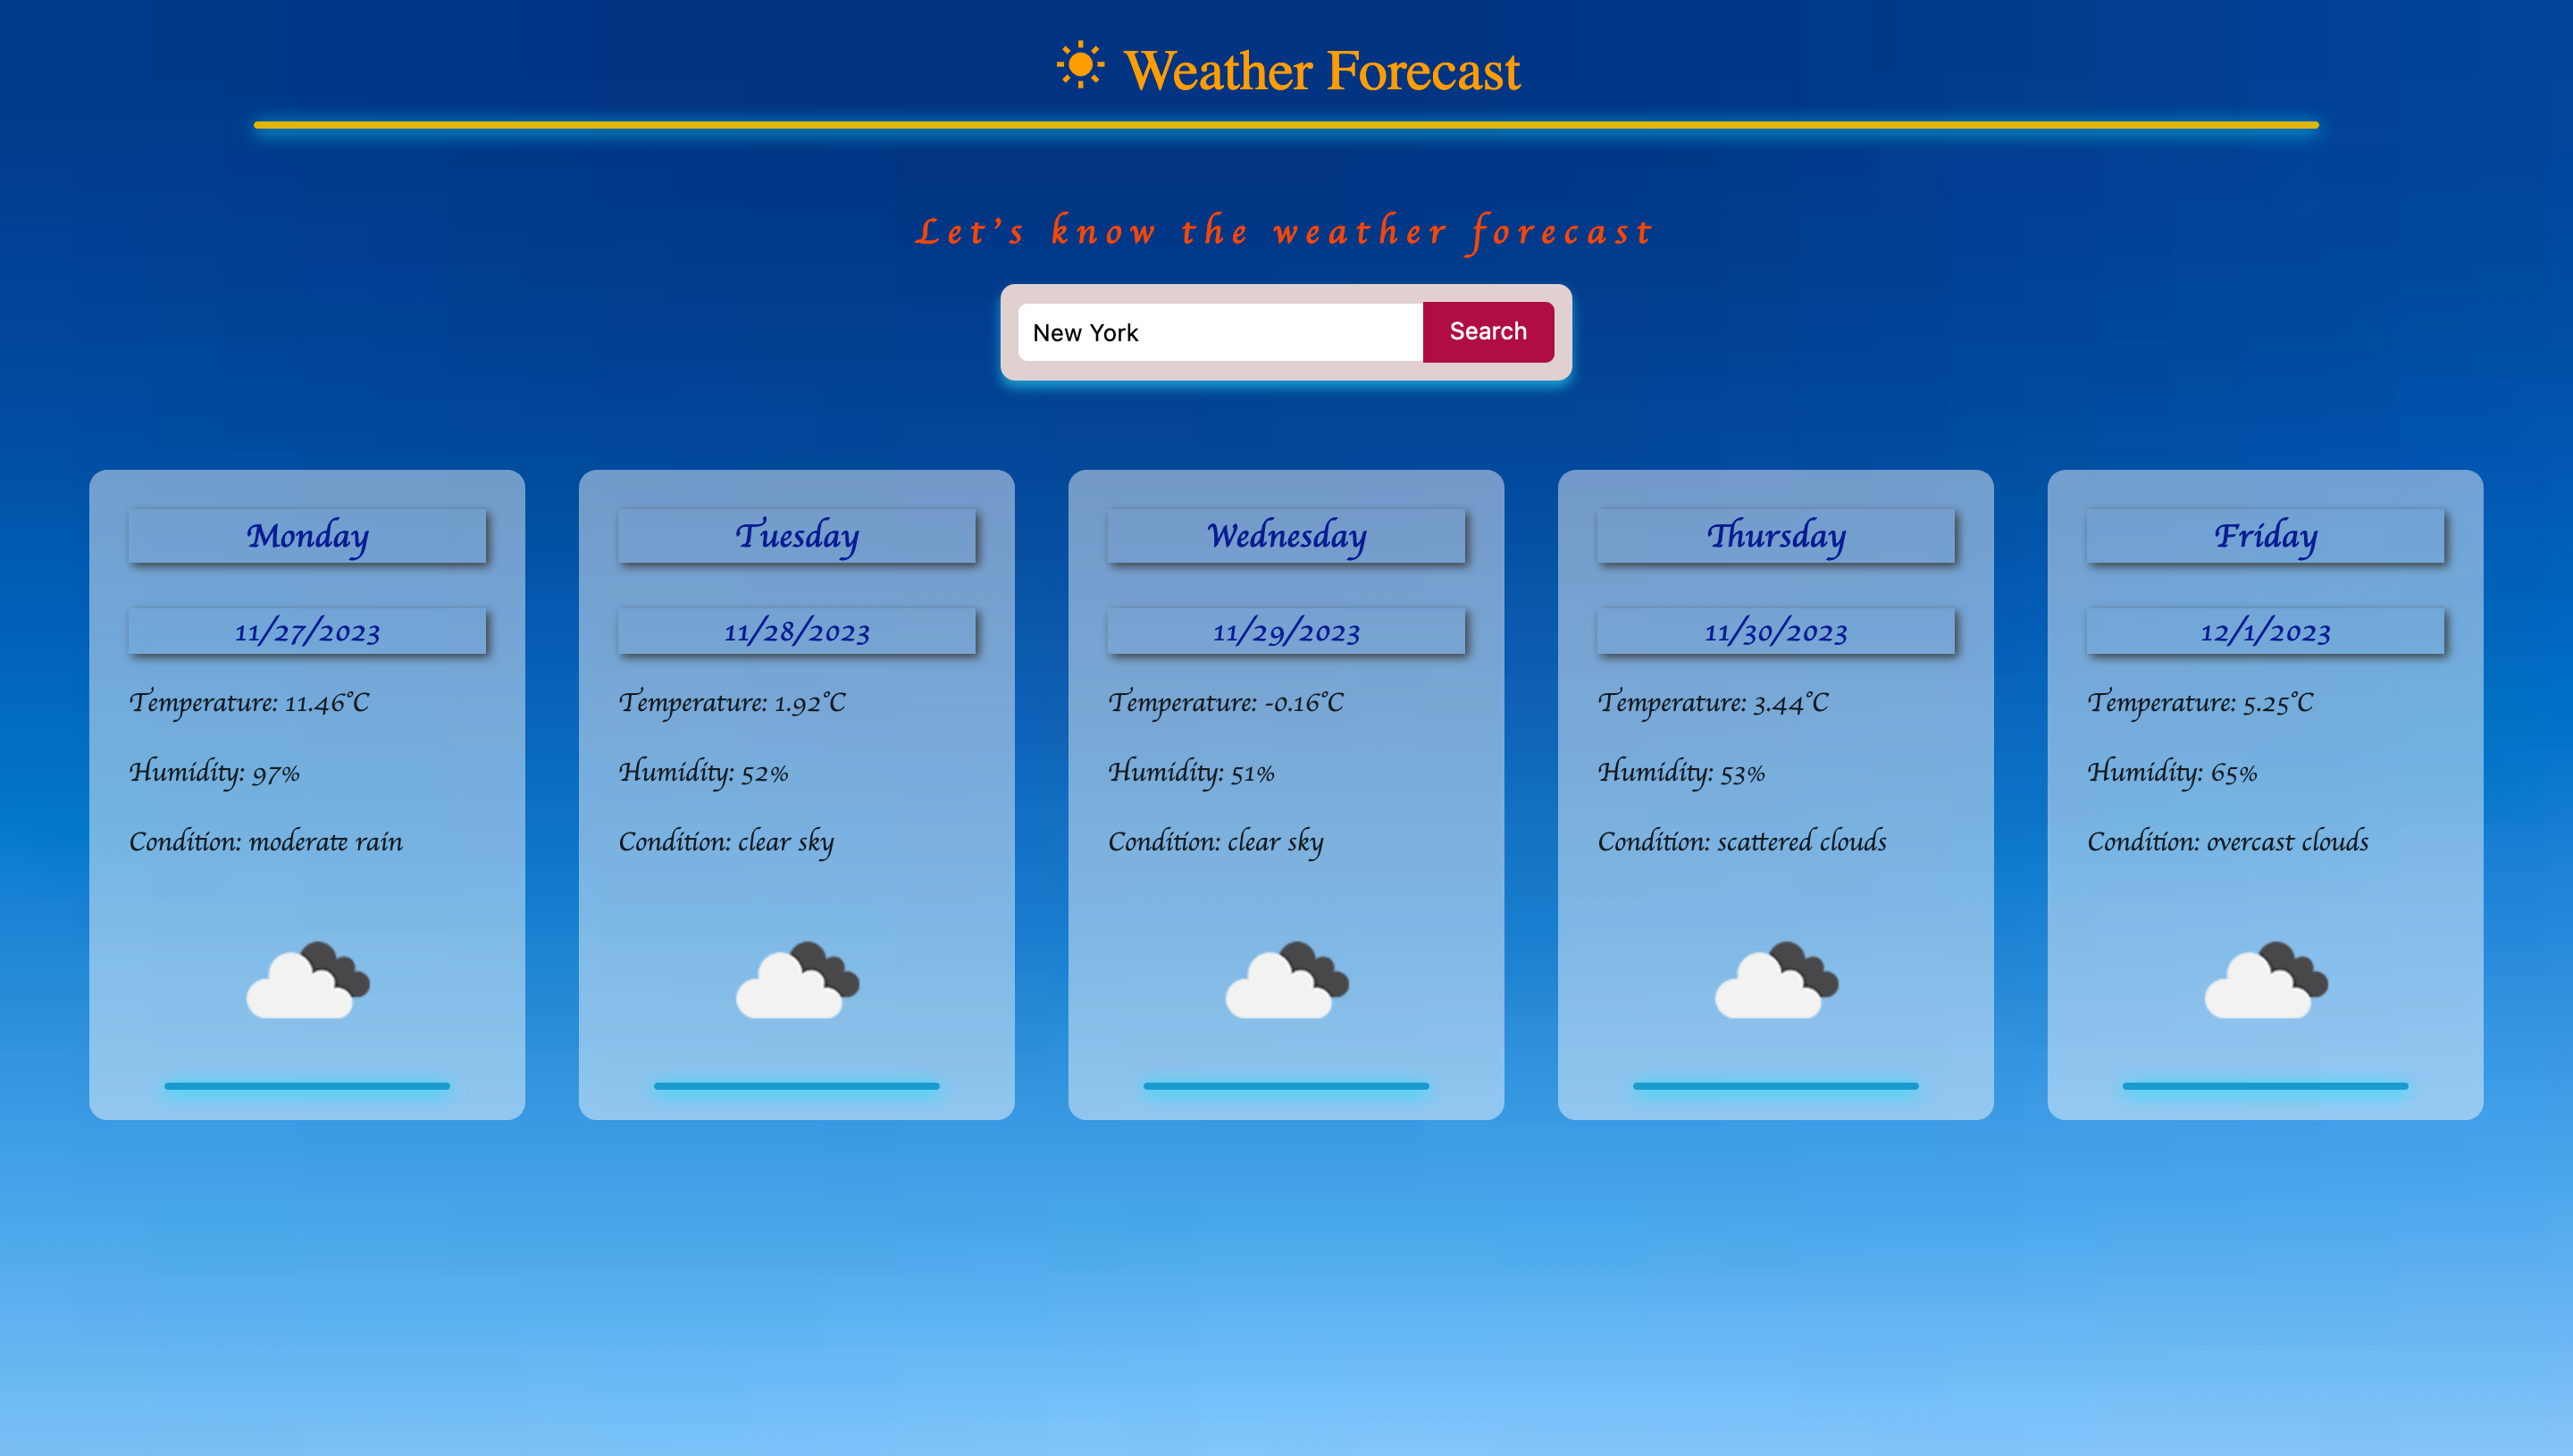 Weather Forecast
Let's know the weather forecast
New York
Search
Monday
11/27/2023
Temperature: 11.46°C
Humidity: 97%
Condition: moderate rain
Tuesday
11/28/2023
Temperature: 1.92°C
Humidity: 52%
Condition: clear sky
Wednesday
11/29/2023
Temperature: -0.16°C
Humidity: 51%
Condition: clear sky
Thursday
11/30/2023
Temperature: 3.44°C
Humidity: 53%
Condition: scattered clouds
Friday
12/1/2023
Temperature: 5.25°C
Humidity: 65%
Condition: overcast clouds